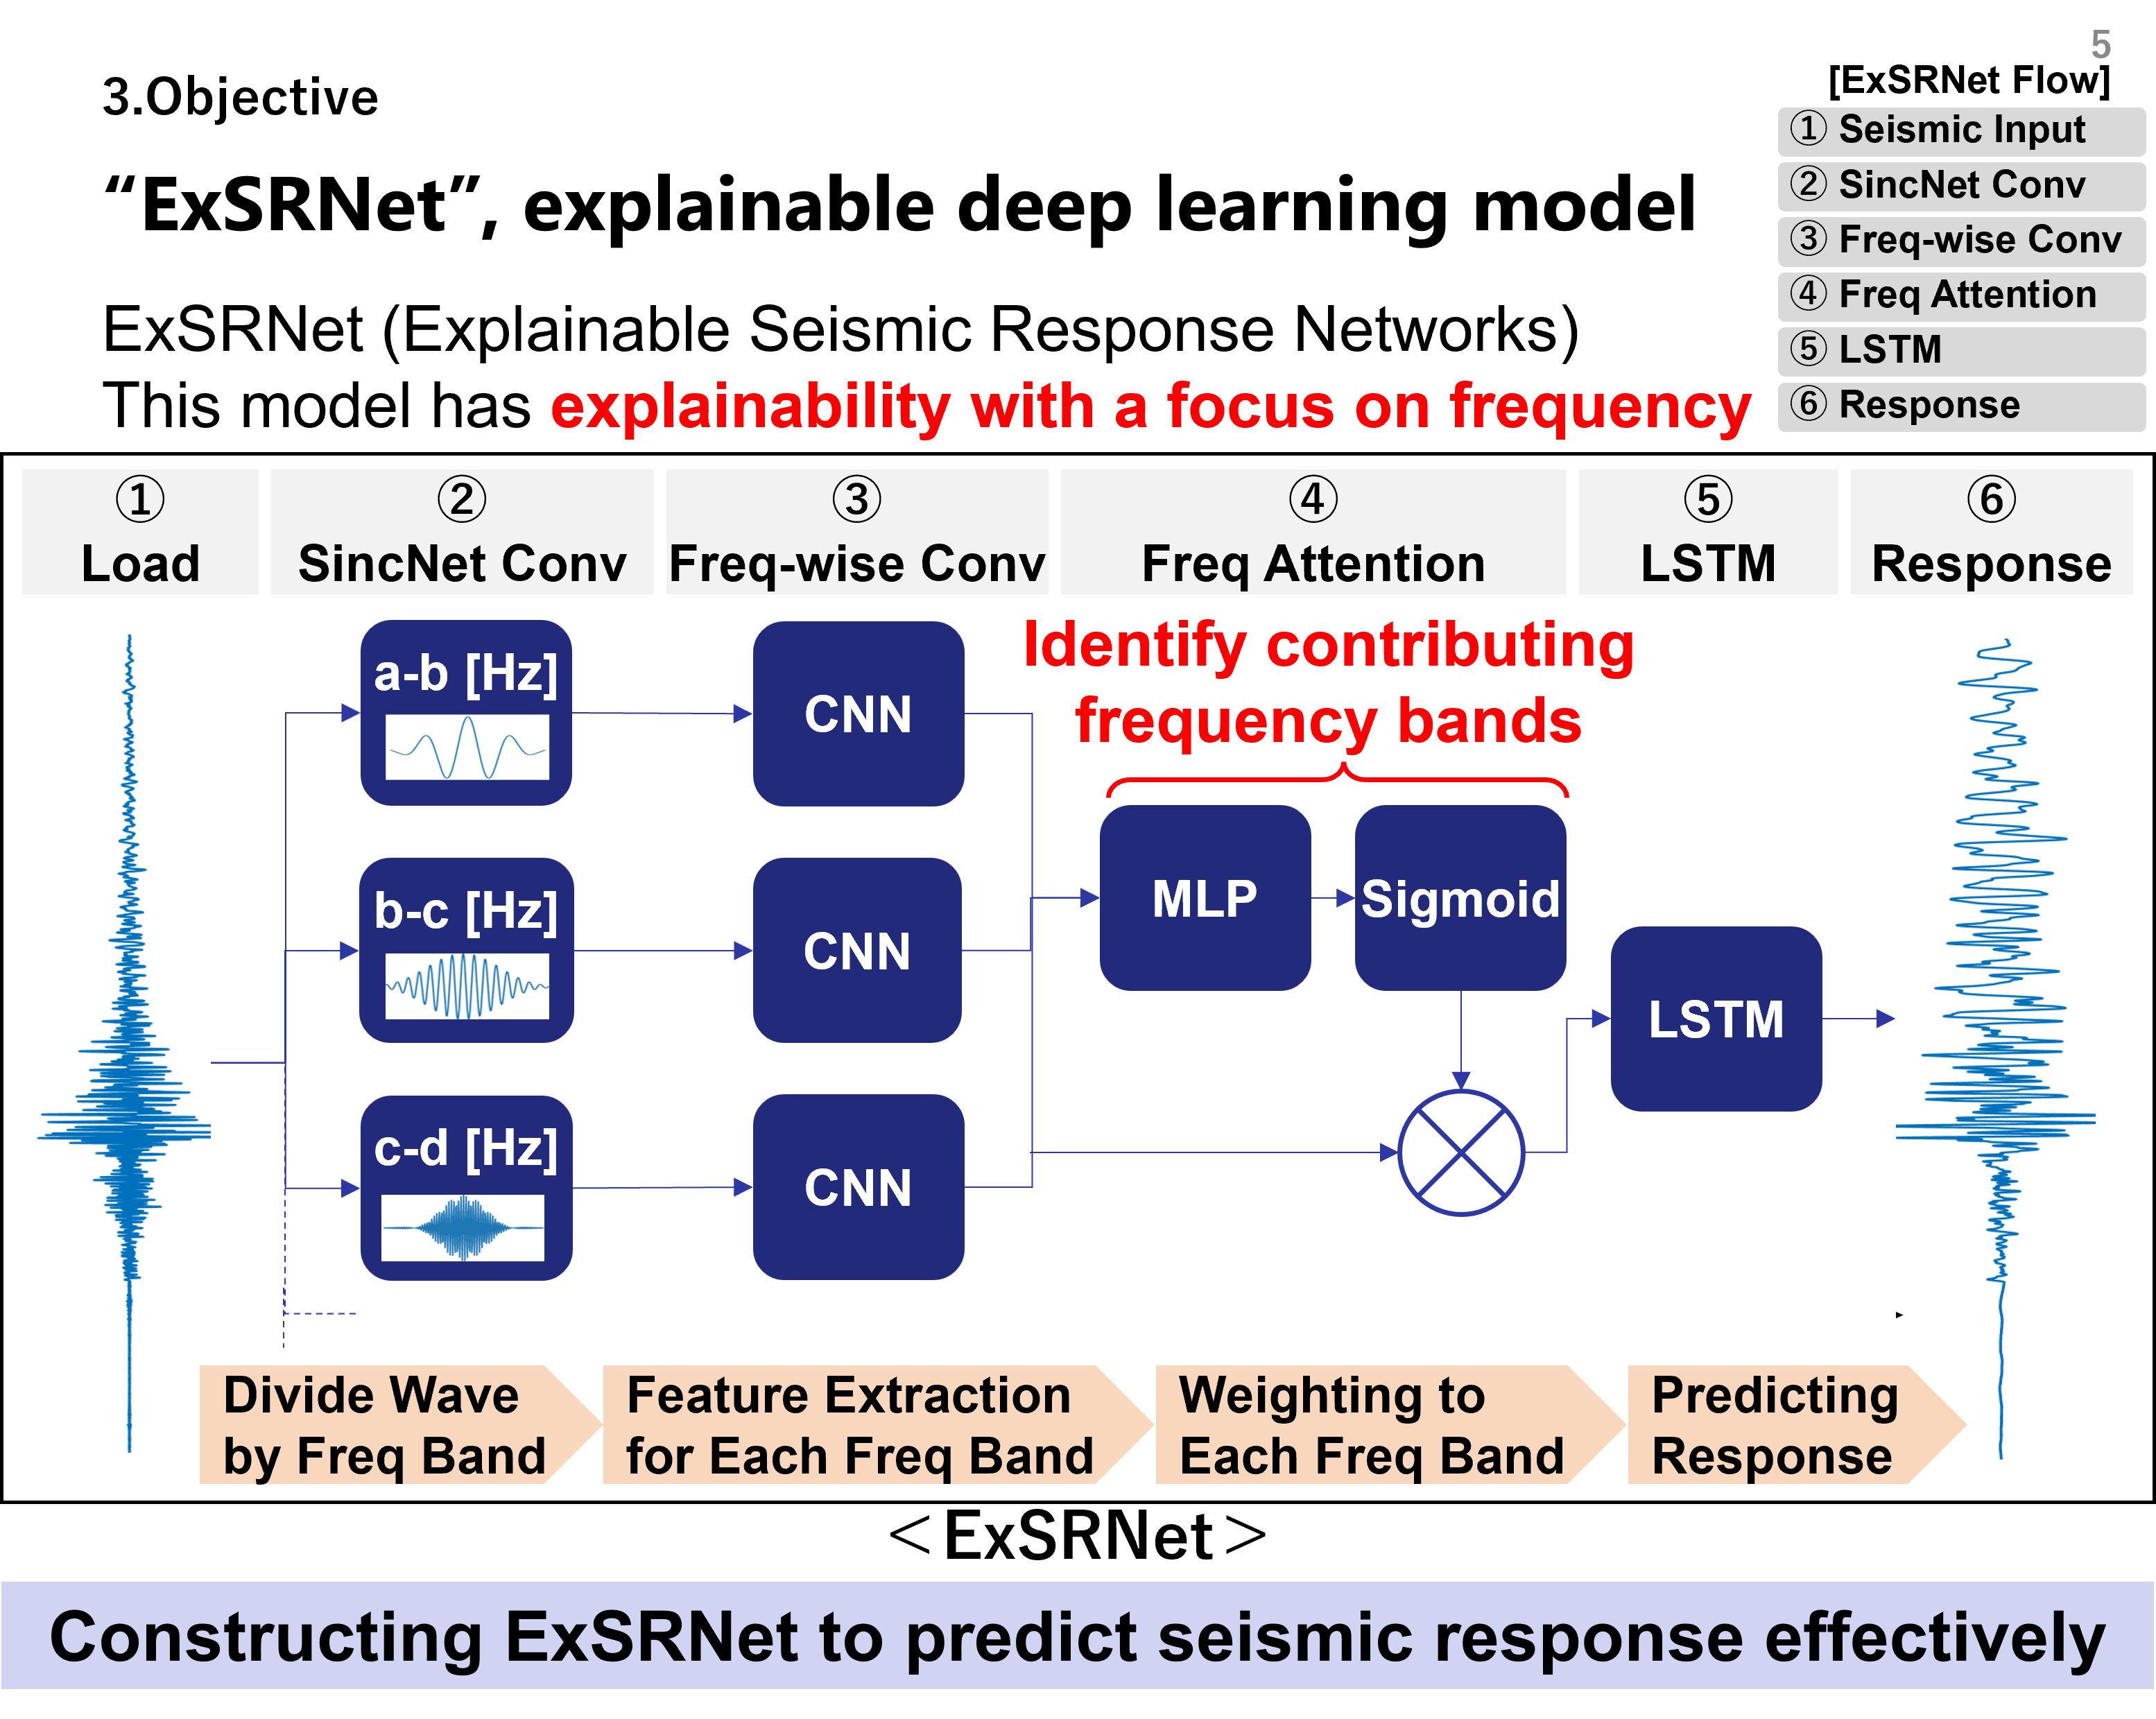 5
3.Objective
“ExSRNet”, explainable deep learning model
ExSRNet (Explainable Seismic Response Networks)
This model has explainability with a focus on frequency
[ExSRNet Flow]
① Seismic Input
② SincNet Conv
③ Freq-wise Conv
④ Freq Attention
⑤ LSTM
⑥ Response
①
Load
②
SincNet Conv
③
Freq-wise Conv
④
Freq Attention
⑤
LSTM
⑥
Response
Identify contributing
frequency bands
a-b [Hz]
CNN
b-c [Hz]
CNN
c-d [Hz]
CNN
MLP
Sigmoid
LSTM
Divide Wave
by Freq Band
Feature Extraction
for Each Freq Band
Weighting to
Each Freq Band
Predicting
Response
＜ExSRNet＞
Constructing ExSRNet to predict seismic response effectively